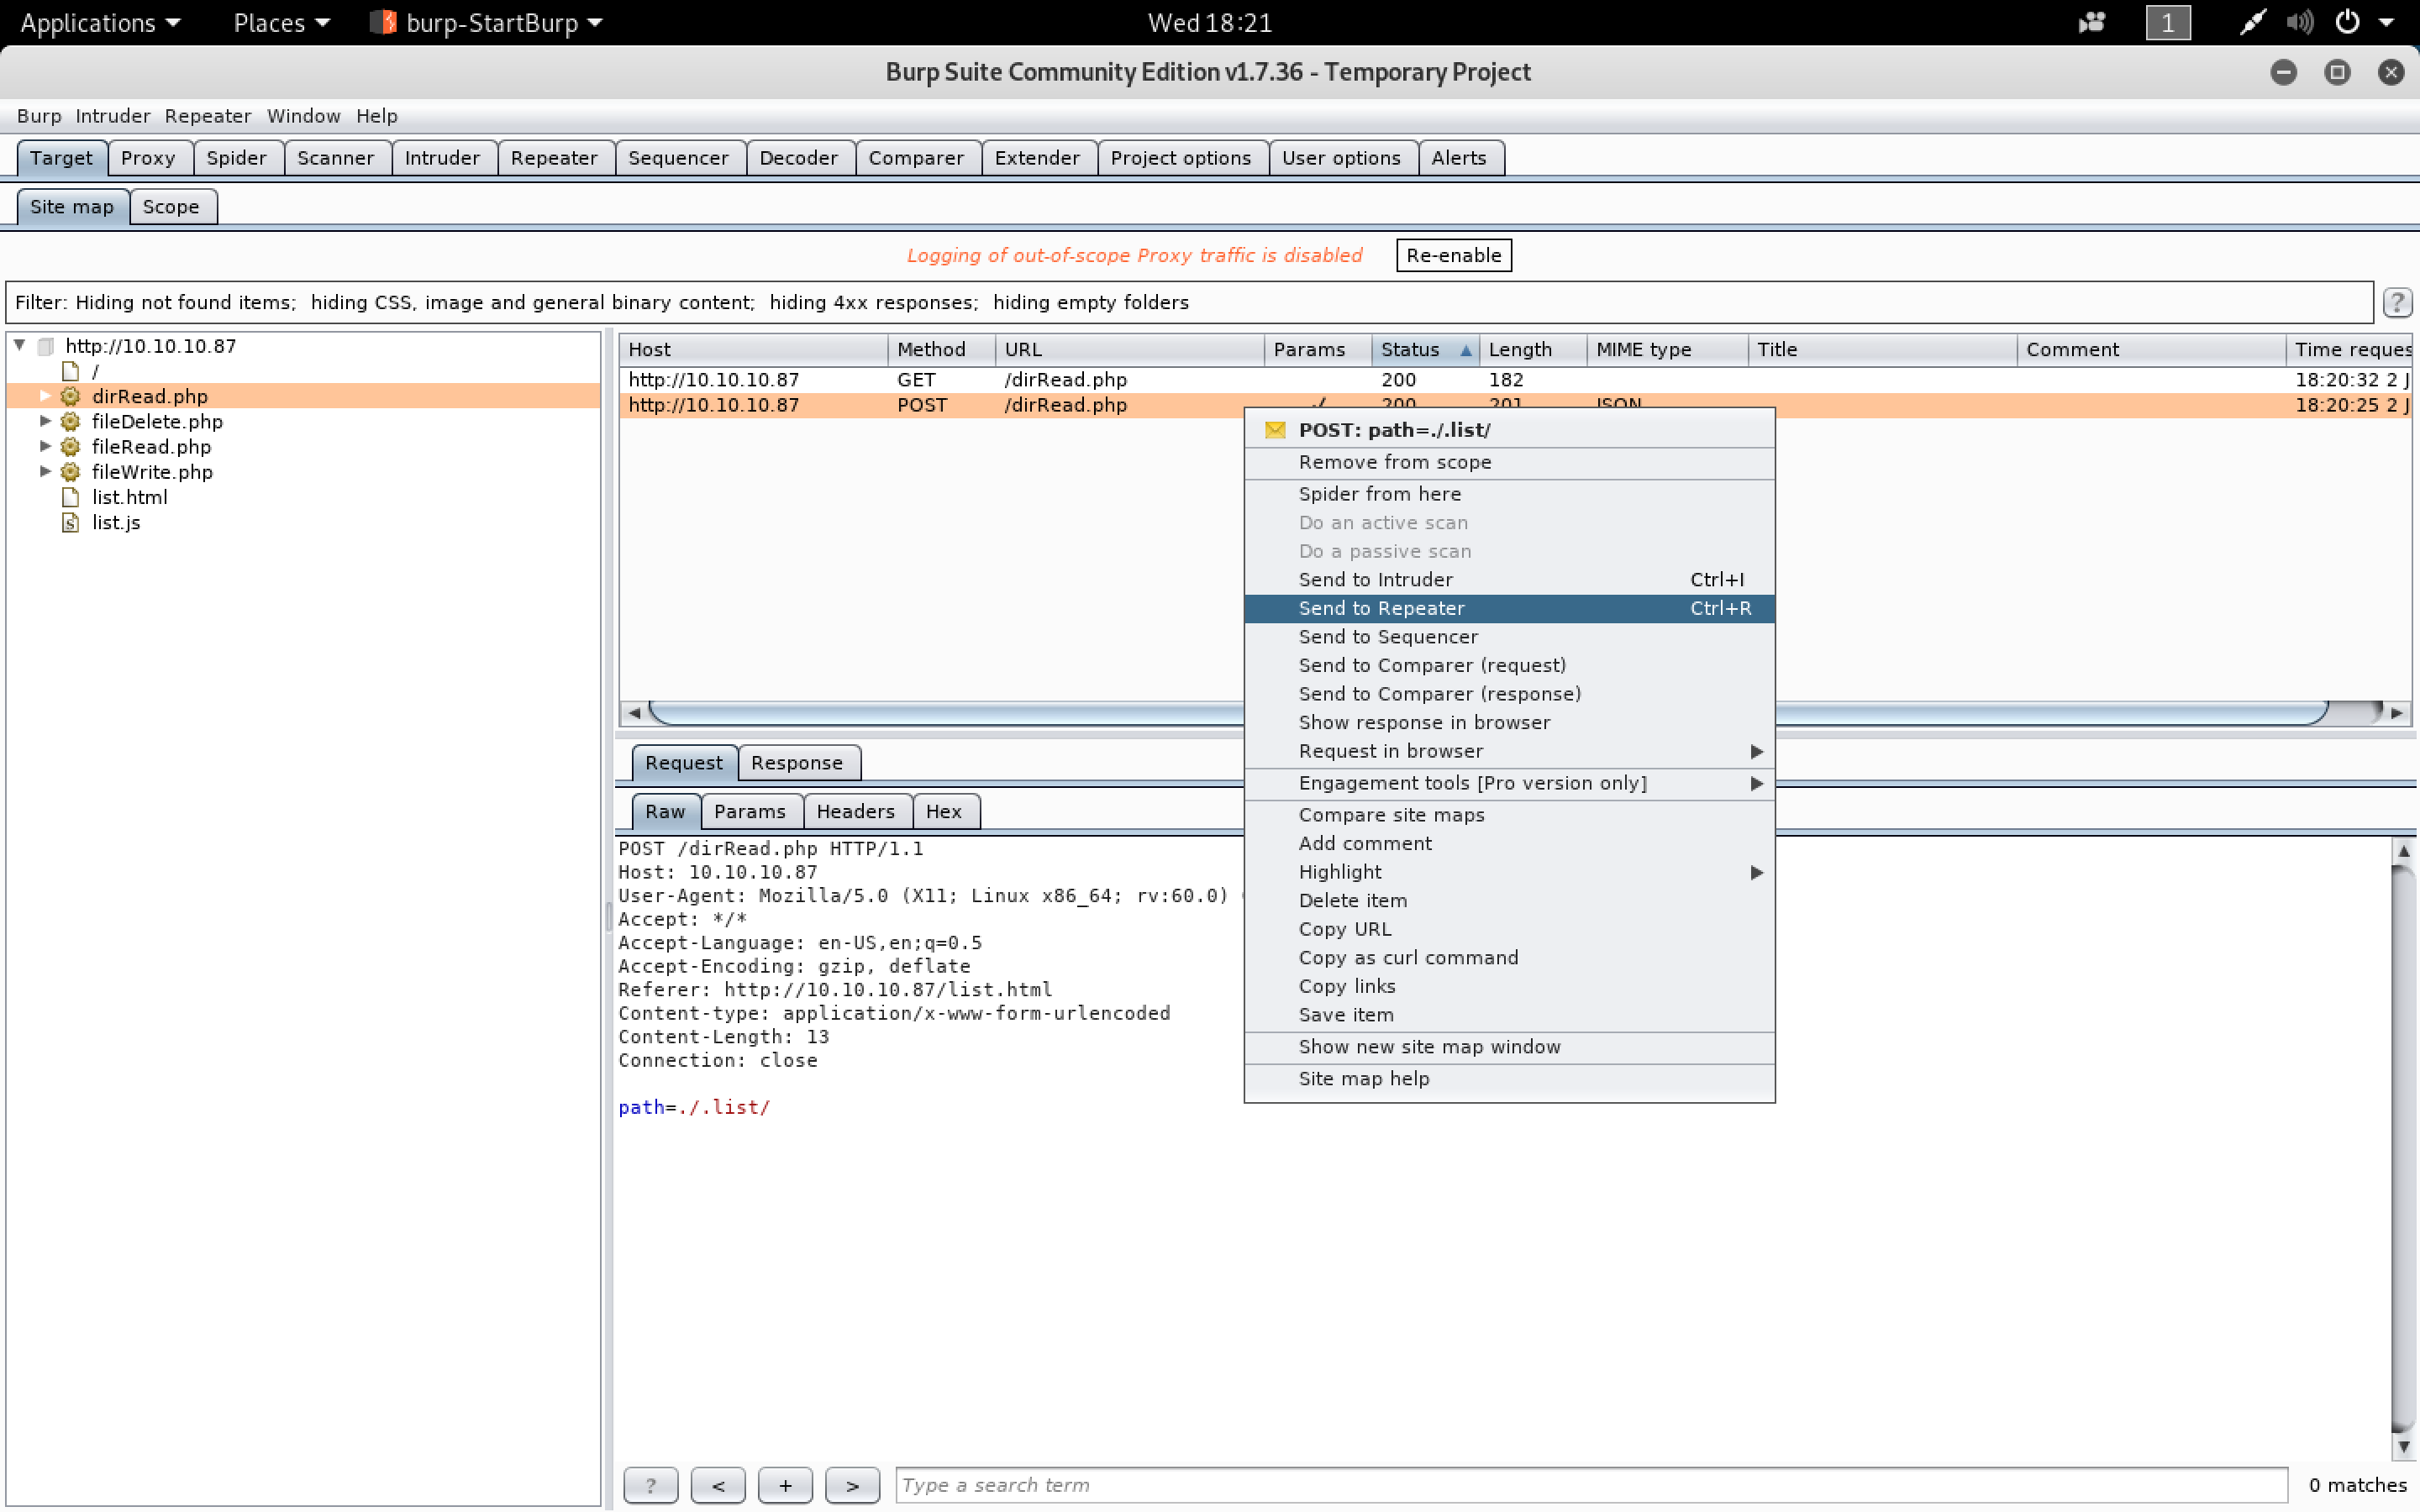 Applications Places burp-StartBurp Wed 18:21 1
Burp Suite Community Edition v1.7.36 - Temporary Project
Burp Intruder Repeater Window Help
Target Proxy Spider Scanner Intruder Repeater Sequencer Decoder Comparer Extender Project options User options Alerts
Site map Scope
Logging of out-of-scope Proxy traffic is disabled Re-enable
Filter: Hiding not found items; hiding CSS, image and general binary content; hiding 4xx responses; hiding empty folders ?
http://10.10.10.87
/
dirRead.php
fileDelete.php
fileRead.php
fileWrite.php
list.html
list.js
Host Method URL Params Status Length MIME type Title Comment Time reques
http://10.10.10.87 GET /dirRead.php 200 182 18:20:32 2 J
http://10.10.10.87 POST /dirRead.php 200 201 JSON 18:20:25 2 J
POST: path=./.list/
Remove from scope
Spider from here
Do an active scan
Do a passive scan
Send to Intruder Ctrl+I
Send to Repeater Ctrl+R
Send to Sequencer
Send to Comparer (request)
Send to Comparer (response)
Show response in browser
Request in browser
Engagement tools [Pro version only]
Compare site maps
Add comment
Highlight
Delete item
Copy URL
Copy as curl command
Copy links
Save item
Show new site map window
Site map help
Request Response
Raw Params Headers Hex
POST /dirRead.php HTTP/1.1
Host: 10.10.10.87
User-Agent: Mozilla/5.0 (X11; Linux x86_64; rv:60.0)
Accept: */*
Accept-Language: en-US,en;q=0.5
Accept-Encoding: gzip, deflate
Referer: http://10.10.10.87/list.html
Content-type: application/x-www-form-urlencoded
Content-Length: 13
Connection: close
path=./.list/
? < + > Type a search term 0 matches